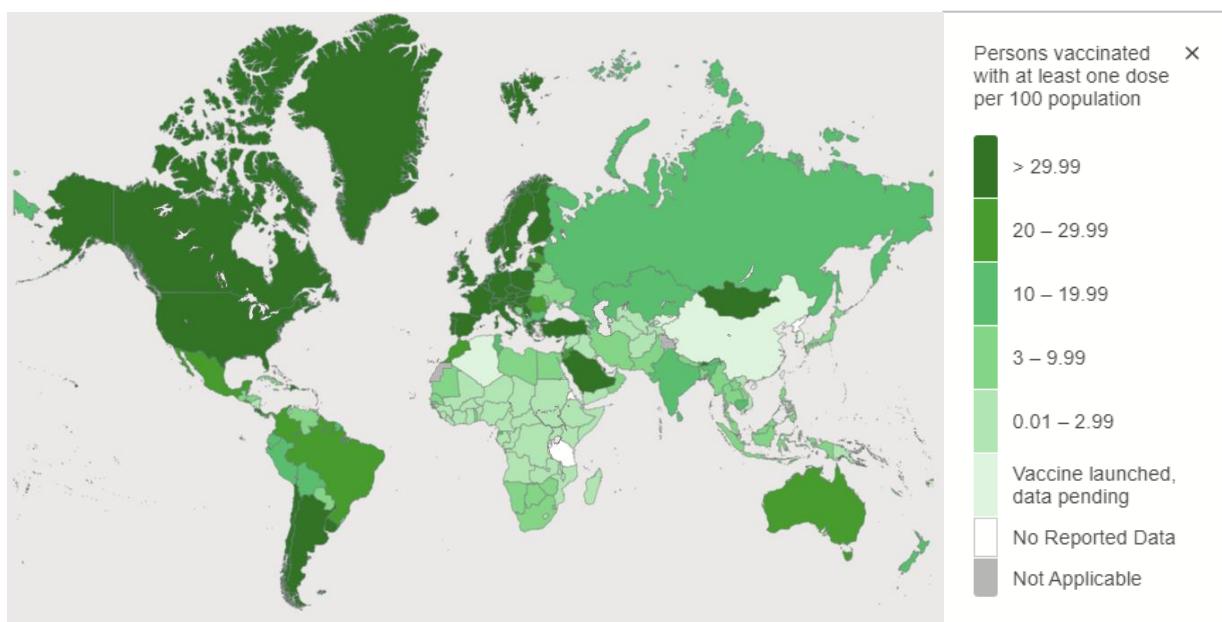 Persons vaccinated
with at least one dose
per 100 population
> 29.99
20 – 29.99
10 – 19.99
3 – 9.99
0.01 – 2.99
Vaccine launched,
data pending
No Reported Data
Not Applicable